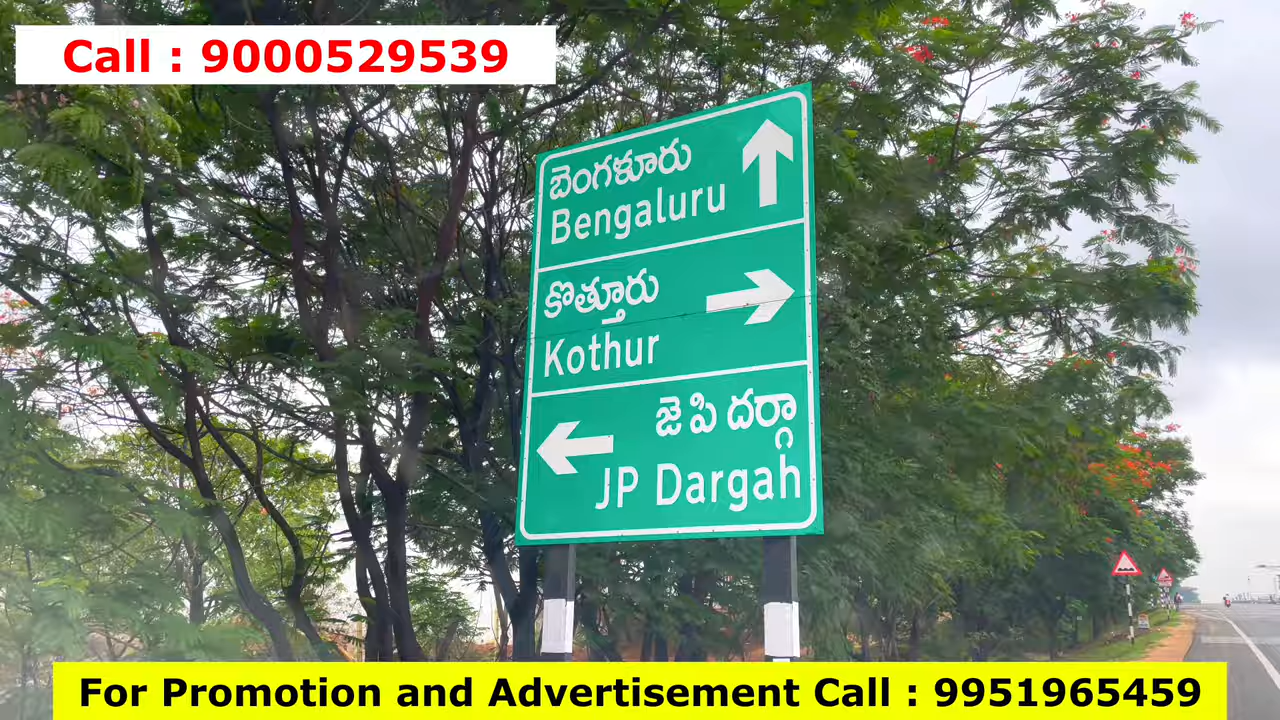 Call : 9000529539
బెంగళూరు
Bengaluru
కొత్తూరు
Kothur
జె పి దర్గా
JP Dargah
For Promotion and Advertisement Call : 9951965459